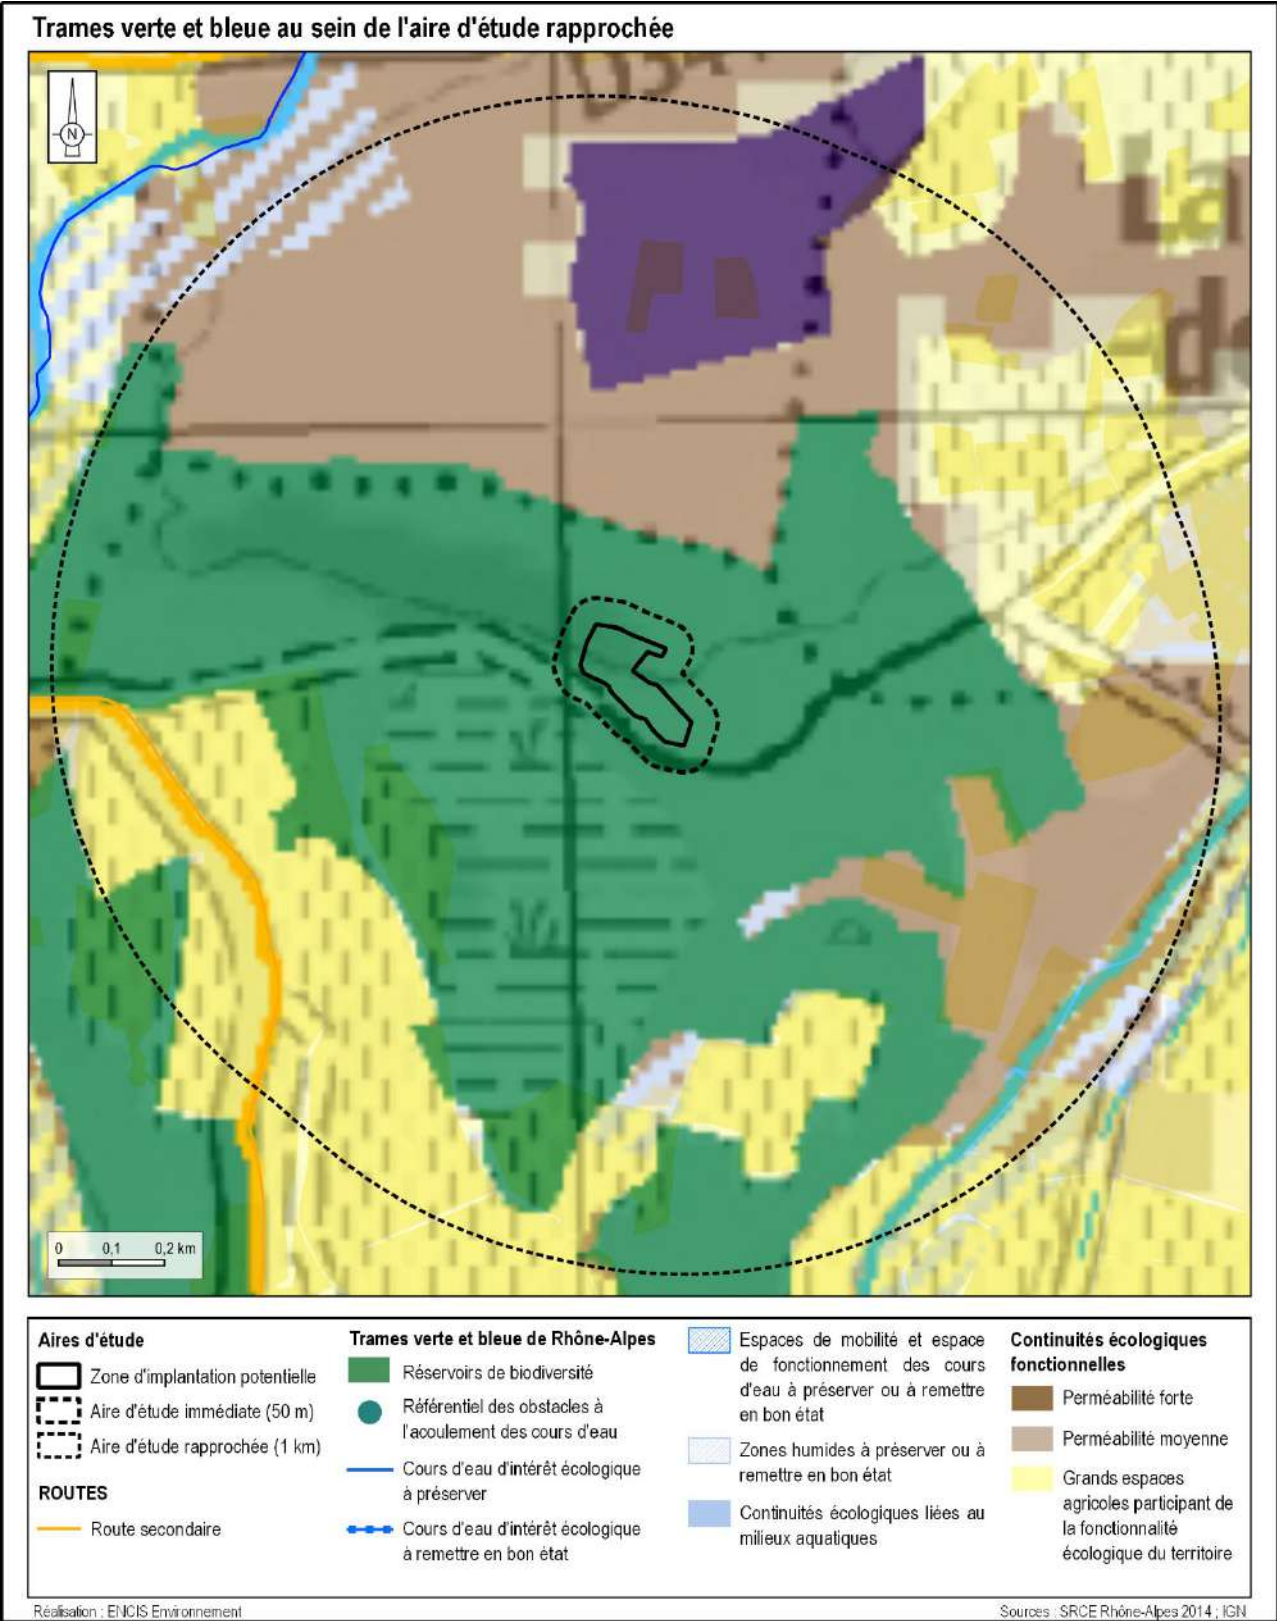 Trames verte et bleue au sein de l'aire d'étude rapprochée
N
La
de
0 0,1 0,2 km
Aires d'étude
Zone d'implantation potentielle
Aire d'étude immédiate (50 m)
Aire d'étude rapprochée (1 km)
ROUTES
Route secondaire
Trames verte et bleue de Rhône-Alpes
Réservoirs de biodiversité
Référentiel des obstacles à
l'acoulement des cours d'eau
Cours d'eau d'intérêt écologique
à préserver
Cours d'eau d'intérêt écologique
à remettre en bon état
Espaces de mobilité et espace
de fonctionnement des cours
d'eau à préserver ou à remettre
en bon état
Zones humides à préserver ou à
remettre en bon état
Continuités écologiques liées au
milieux aquatiques
Continuités écologiques
fonctionnelles
Perméabilité forte
Perméabilité moyenne
Grands espaces
agricoles participant de
la fonctionnalité
écologique du territoire
Réalisation : ENCIS Environnement
Sources : SRCE Rhône-Alpes 2014 ; IGN